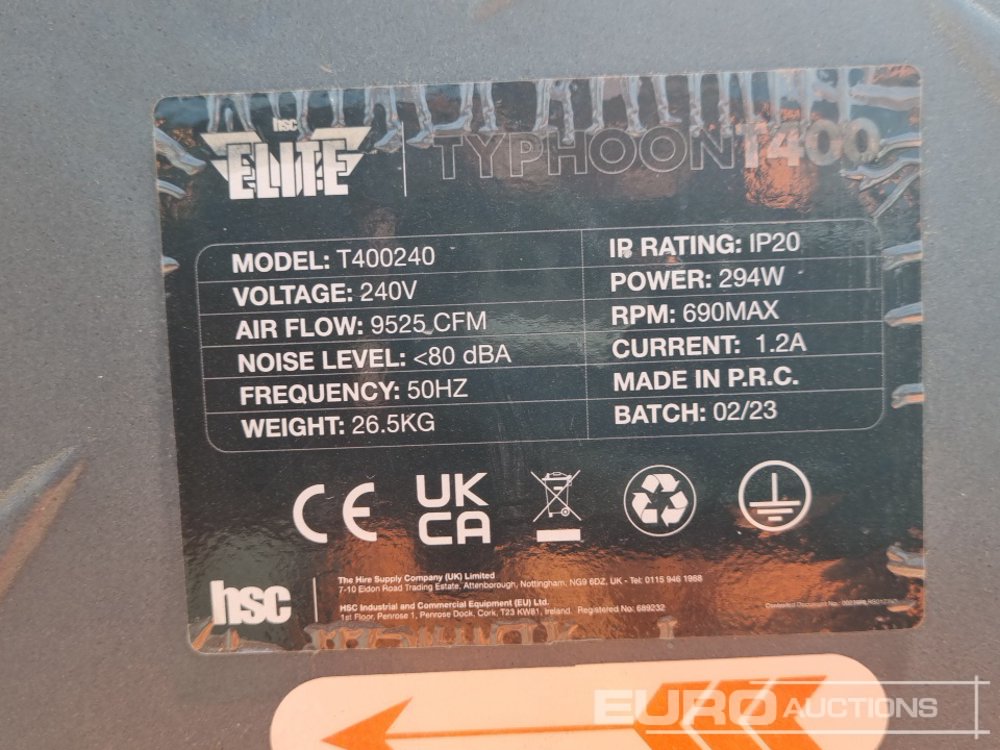 hsc
ELITE
TYPHOONT400
MODEL: T400240
VOLTAGE: 240V
AIR FLOW: 9525 CFM
NOISE LEVEL: <80 dBA
FREQUENCY: 50HZ
WEIGHT: 26.5KG
IP RATING: IP20
POWER: 294W
RPM: 690MAX
CURRENT: 1.2A
MADE IN P.R.C.
BATCH: 02/23
CE
UK
CA
hsc
The Hire Supply Company (UK) Limited
7-10 Eldon Road Trading Estate, Attenborough, Nottingham, NG9 6DZ, UK - Tel: 0115 946 1988
HSC Industrial and Commercial Equipment (EU) Ltd.
1st Floor, Penrose 1, Penrose Dock, Cork, T23 KW81, Ireland. Registered No: 689232
Controlled Document No:
EURO AUCTIONS